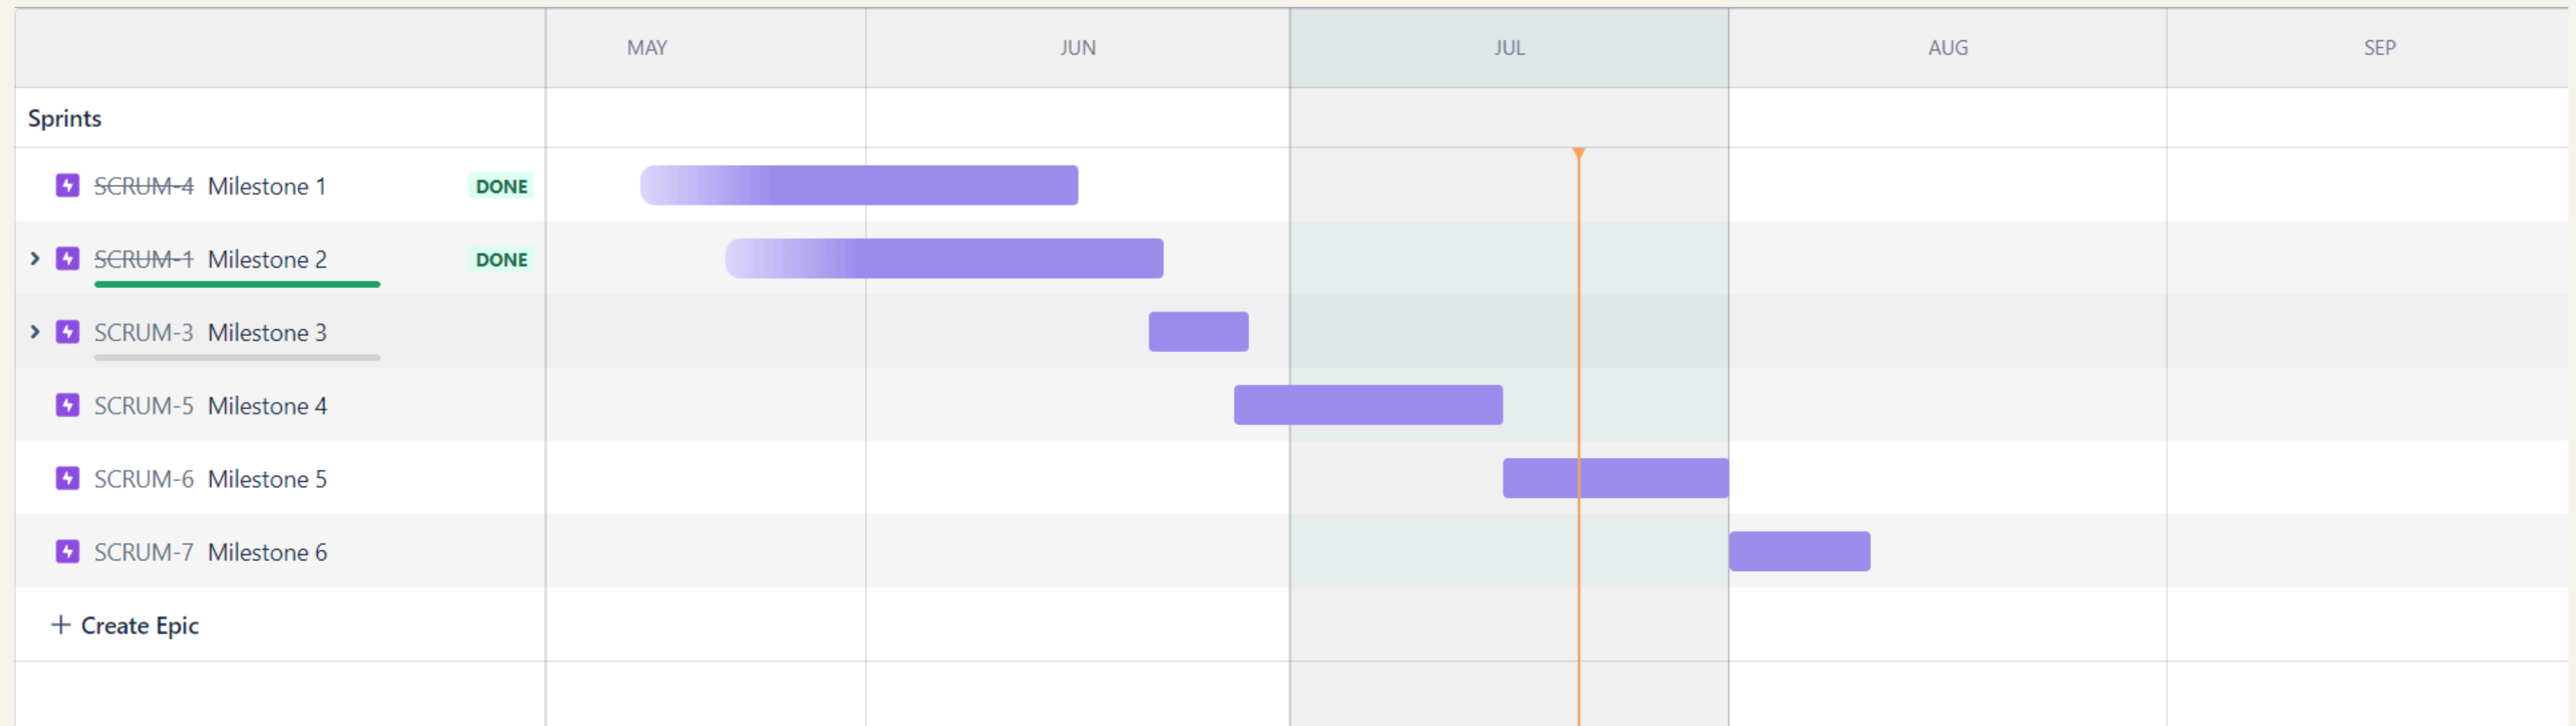 MAY JUN JUL AUG SEP
Sprints
SCRUM-4 Milestone 1 DONE
SCRUM-1 Milestone 2 DONE
SCRUM-3 Milestone 3
SCRUM-5 Milestone 4
SCRUM-6 Milestone 5
SCRUM-7 Milestone 6
+ Create Epic